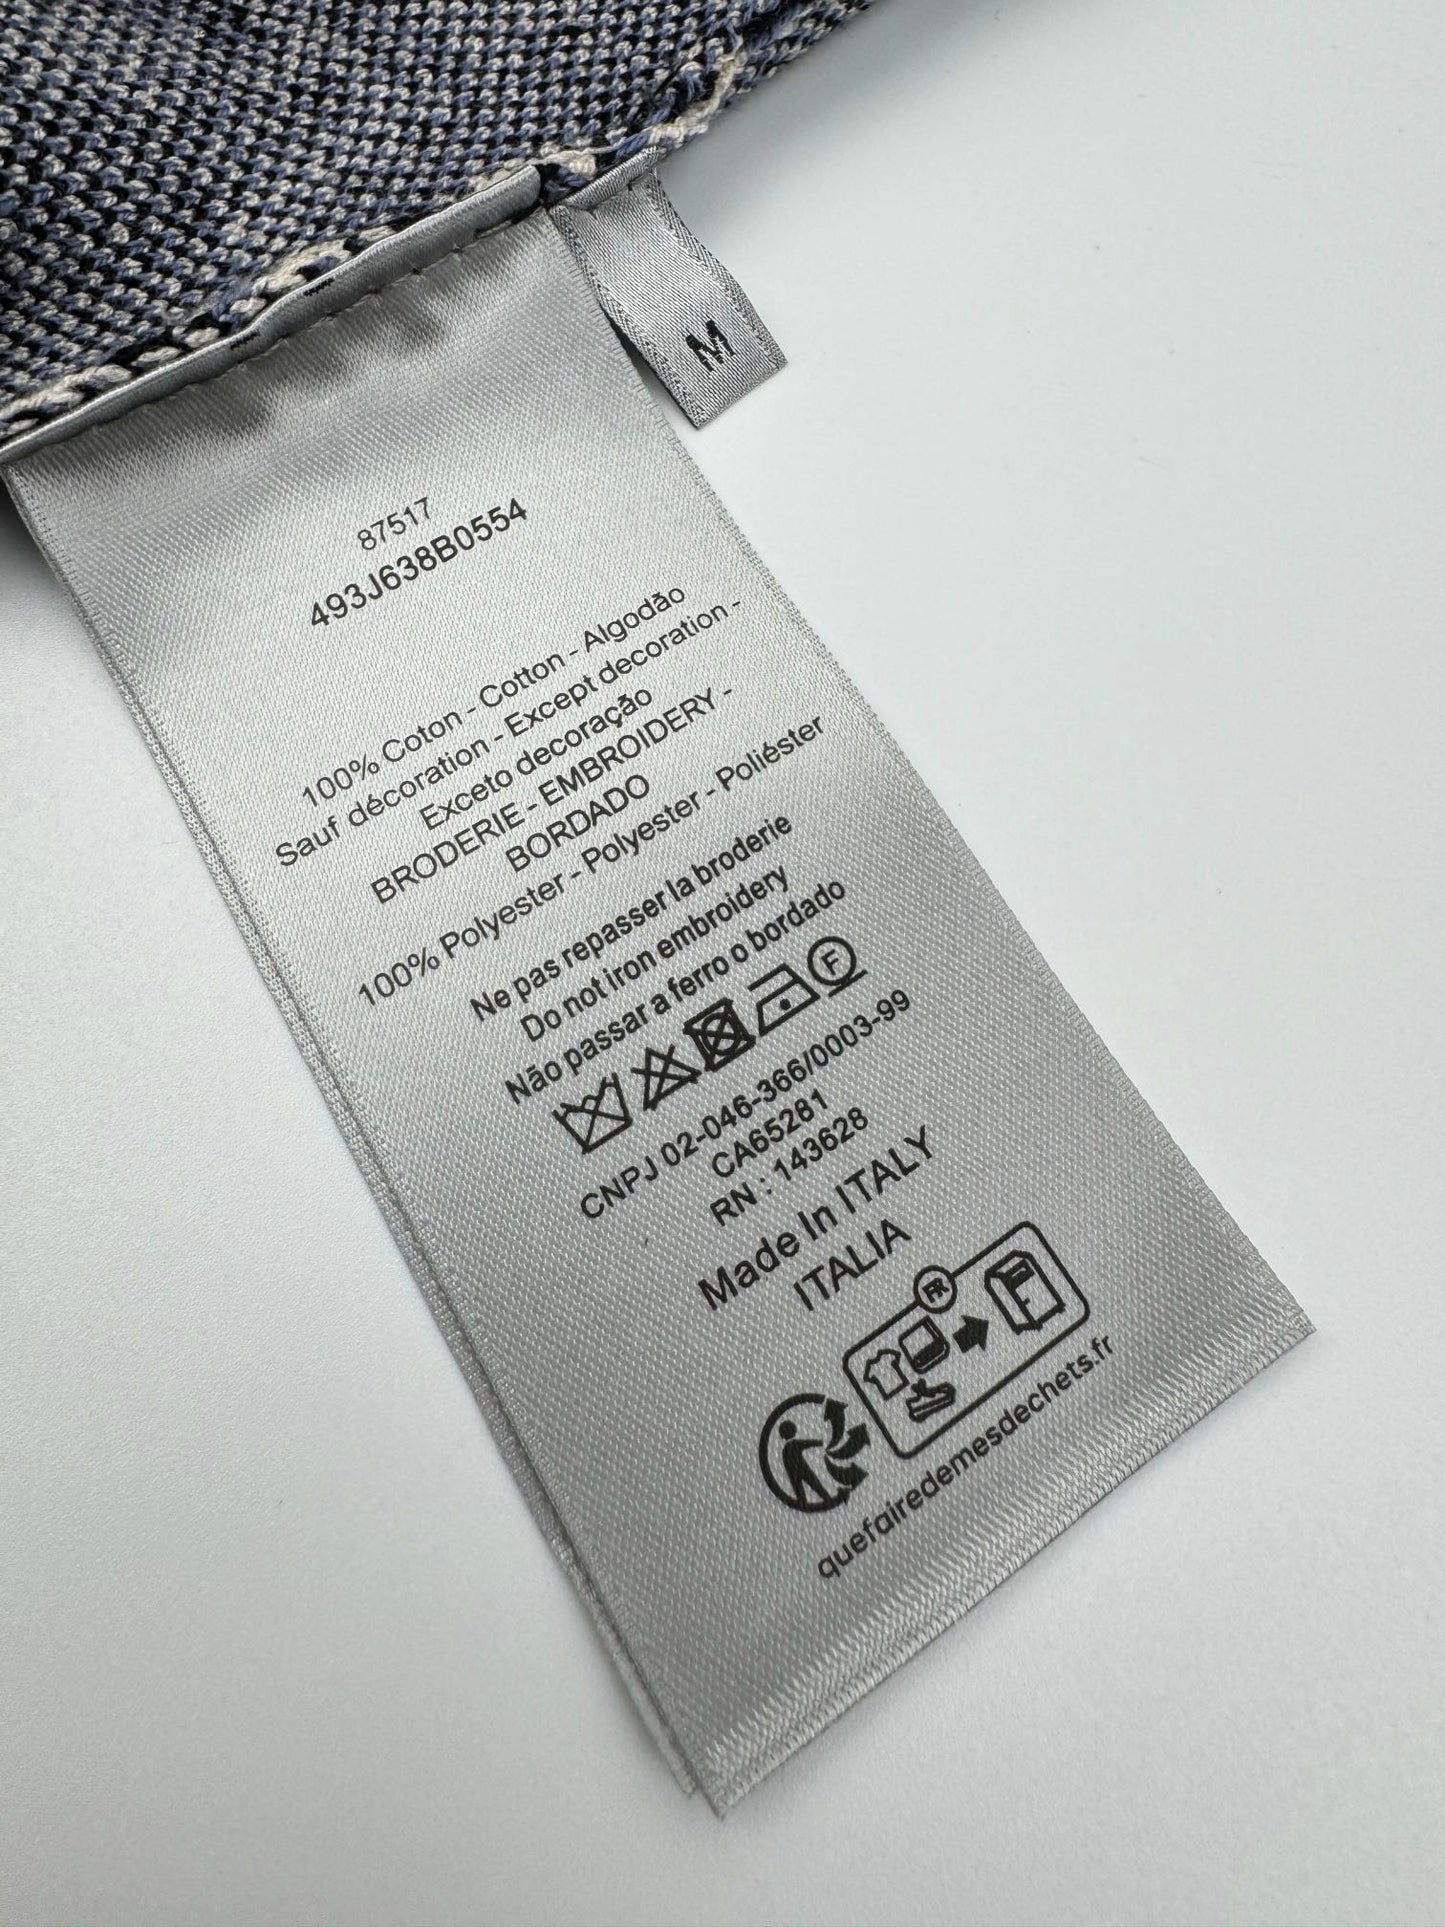 M
87517
493J638B0554
100% Coton - Cotton - Algodão
Sauf décoration - Except decoration -
Exceto decoração
BRODERIE - EMBROIDERY -
BORDADO
100% Polyester - Polyester - Poliéster
Ne pas repasser la broderie
Do not iron embroidery
Não passar a ferro o bordado
F
CNPJ 02-046-366/0003-99
CA65281
RN : 143628
Made In ITALY
ITALIA
FR
quefairedemesdechets.fr